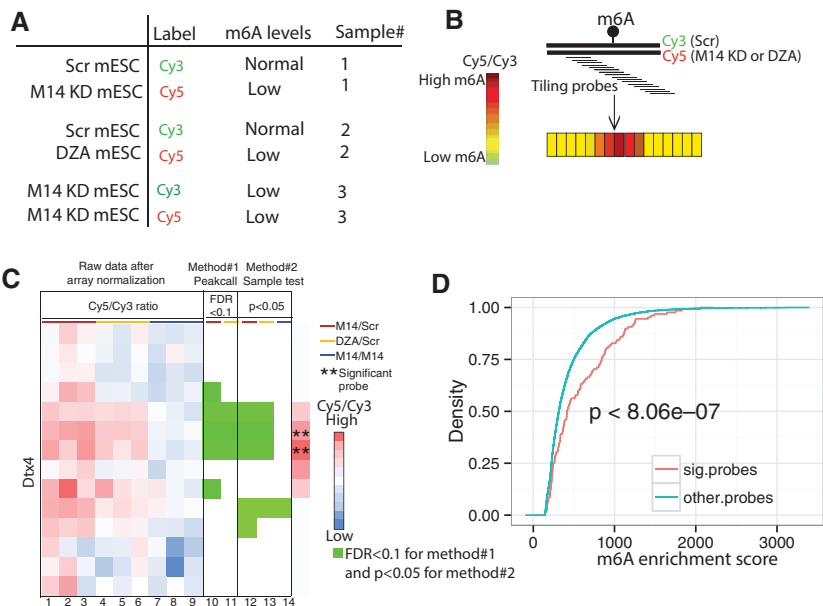 A
Label m6A levels Sample#
Scr mESC Cy3 Normal 1
M14 KD mESC Cy5 Low 1
Scr mESC Cy3 Normal 2
DZA mESC Cy5 Low 2
M14 KD mESC Cy3 Low 3
M14 KD mESC Cy5 Low 3
B
m6A
Cy3 (Scr)
Cy5 (M14 KD or DZA)
Cy5/Cy3
High m6A
Low m6A
Tiling probes
C
Raw data after
array normalization
Method#1
Peakcall
Method#2
Sample test
Cy5/Cy3 ratio
FDR
<0.1
p<0.05
M14/Scr
DZA/Scr
M14/M14
**Significant
probe
Cy5/Cy3
High
Low
**
**
Dtx4
FDR<0.1 for method#1
and p<0.05 for method#2
1 2 3 4 5 6 7 8 9 10 11 12 13 14
D
Density
1.00
0.75
0.50
0.25
0.00
p < 8.06e–07
sig.probes
other.probes
0 1000 2000 3000
m6A enrichment score